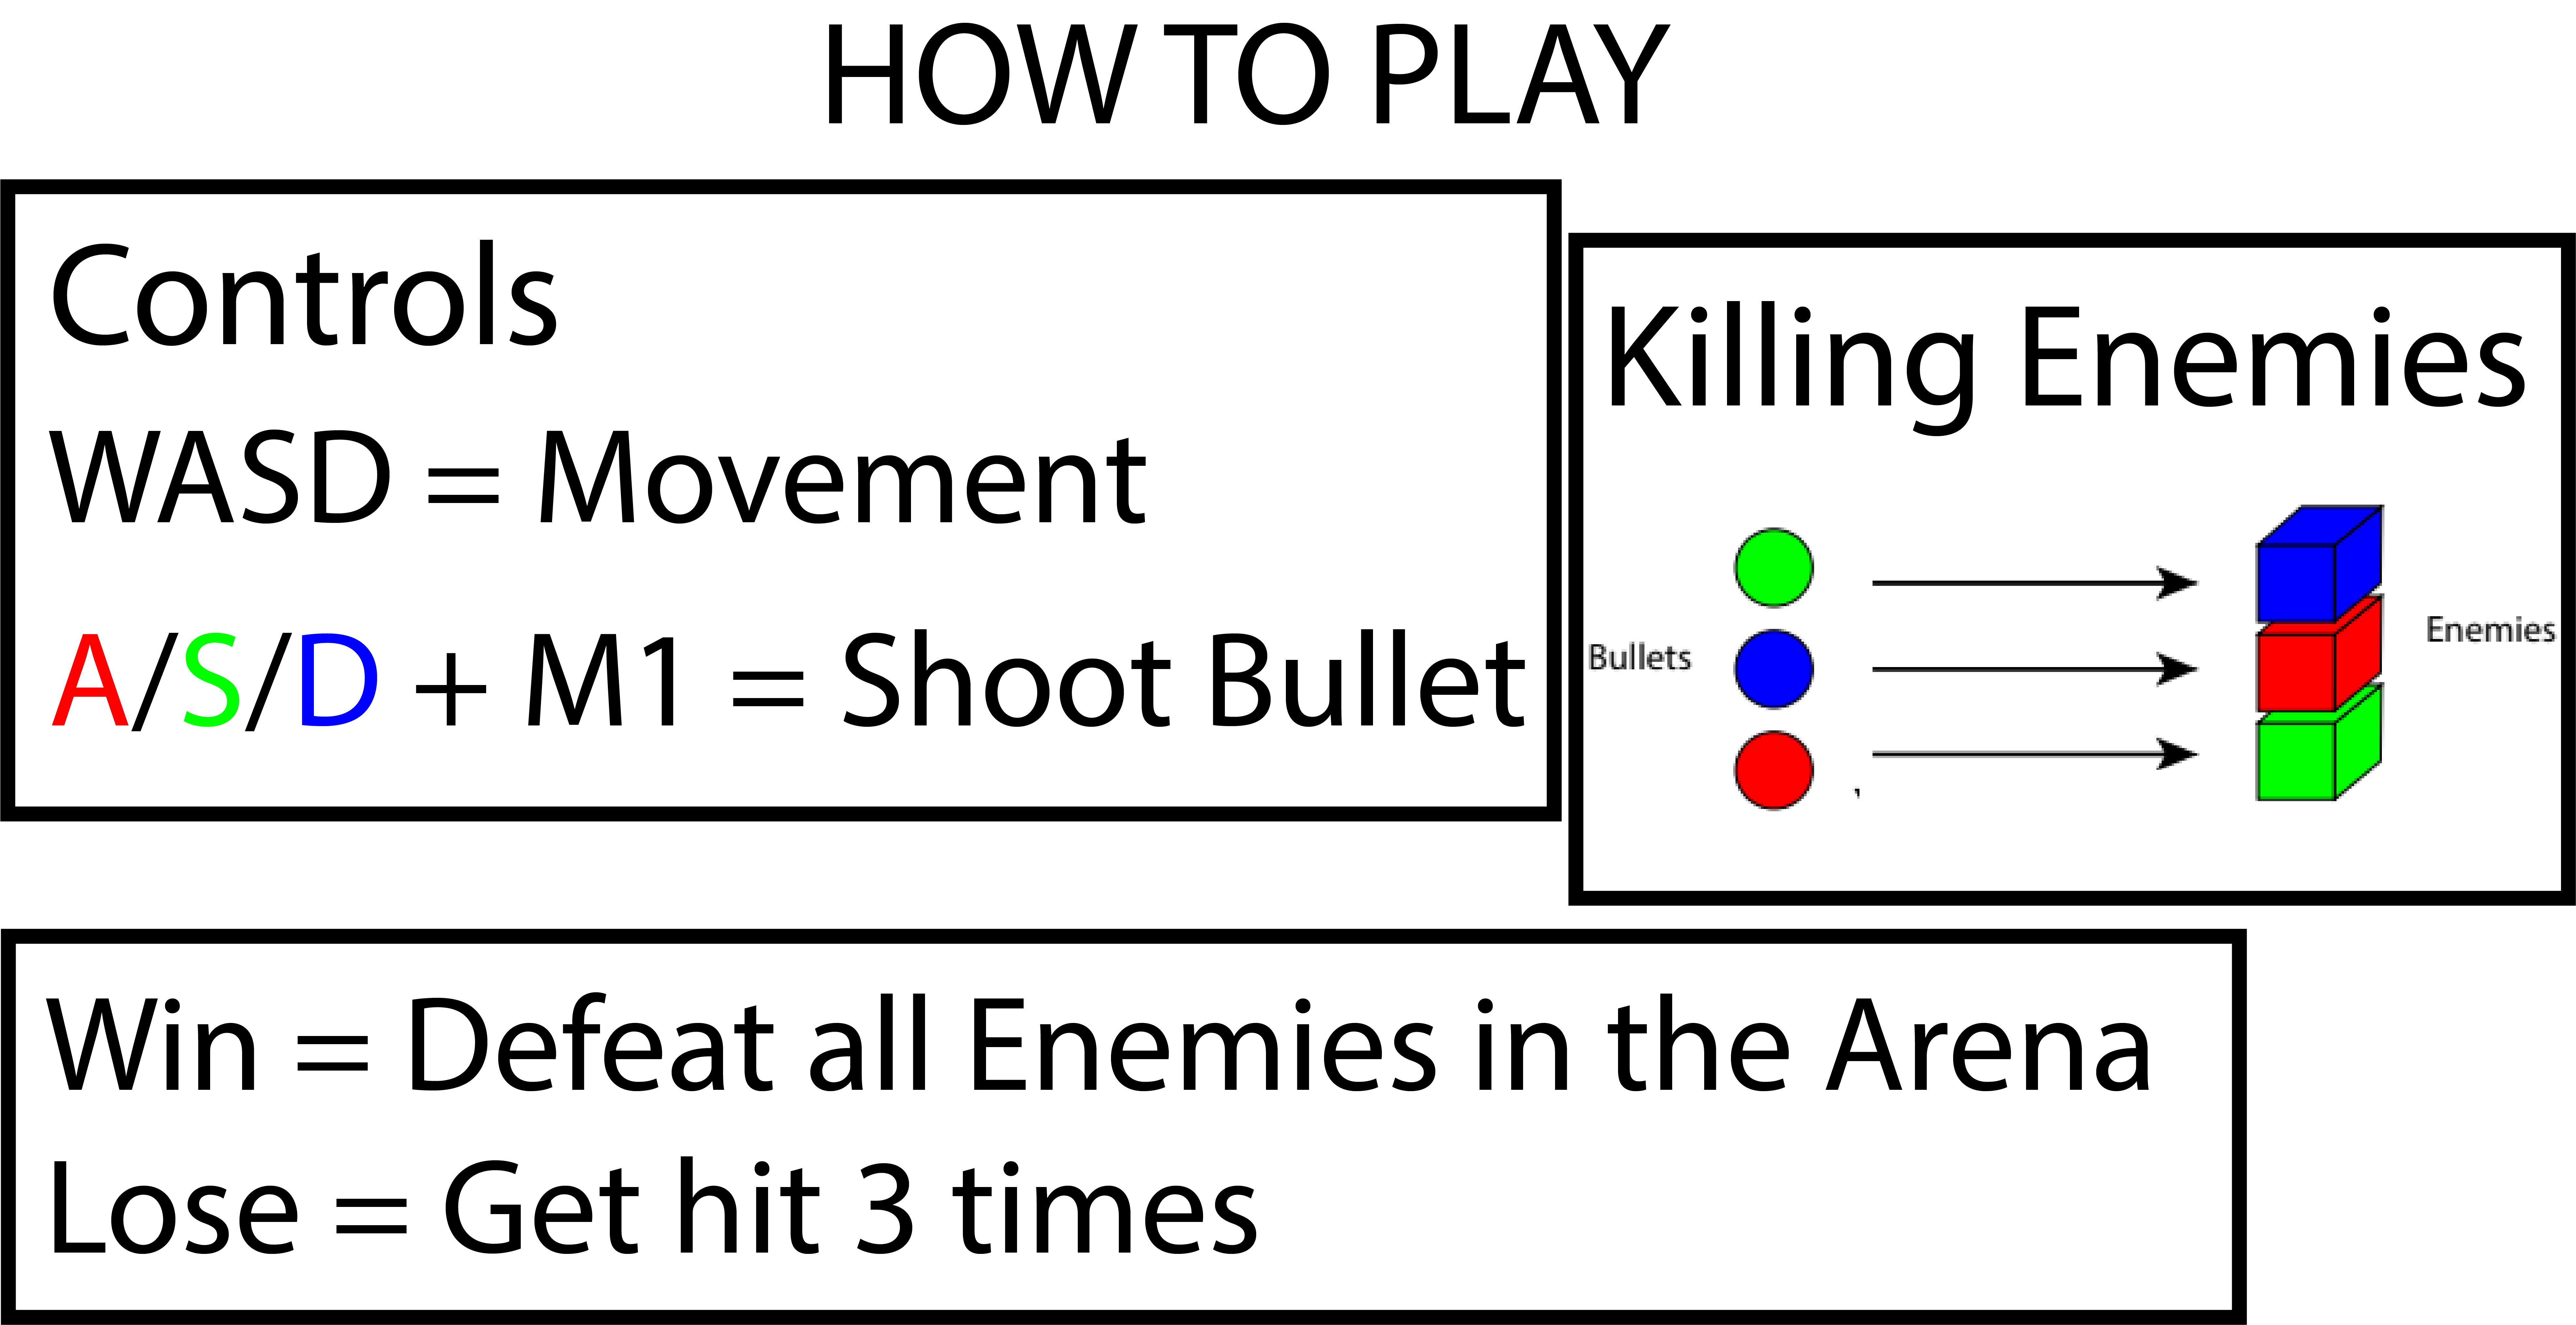 HOW TO PLAY
Controls
WASD = Movement
A/S/D + M1 = Shoot Bullet
Killing Enemies
Bullets
Enemies
,
Win = Defeat all Enemies in the Arena
Lose = Get hit 3 times